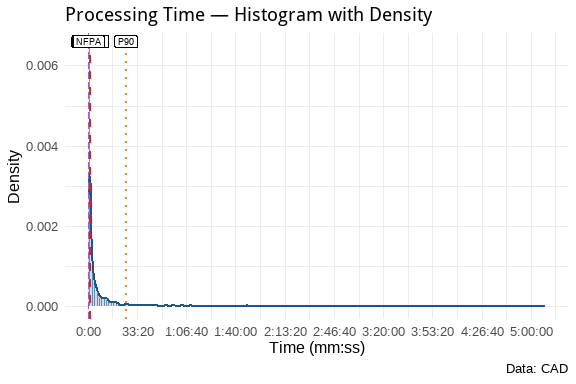 Processing Time — Histogram with Density
NFPA
P90
0.006
0.004
0.002
0.000
Density
0:00 33:20 1:06:40 1:40:00 2:13:20 2:46:40 3:20:00 3:53:20 4:26:40 5:00:00
Time (mm:ss)
Data: CAD